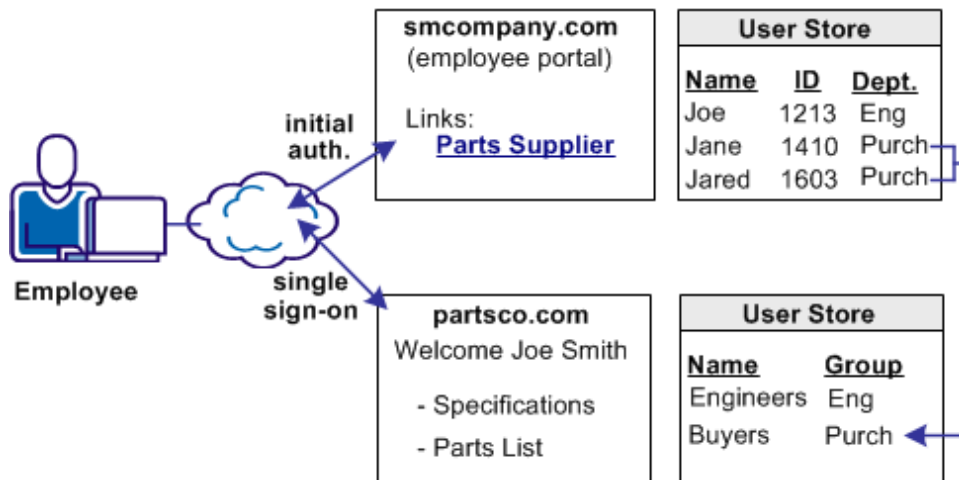 smcompany.com
(employee portal)
Links:
Parts Supplier
User Store
Name ID Dept.
Joe 1213 Eng
Jane 1410 Purch
Jared 1603 Purch
initial
auth.
Employee
single
sign-on
partsco.com
Welcome Joe Smith
- Specifications
- Parts List
User Store
Name Group
Engineers Eng
Buyers Purch